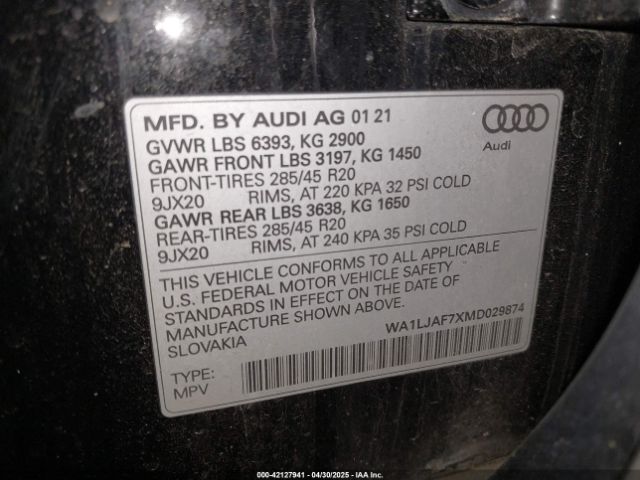 MFD. BY AUDI AG 01 21
GVWR LBS 6393, KG 2900
GAWR FRONT LBS 3197, KG 1450
FRONT-TIRES 285/45 R20
9JX20 RIMS, AT 220 KPA 32 PSI COLD
GAWR REAR LBS 3638, KG 1650
REAR-TIRES 285/45 R20
9JX20 RIMS, AT 240 KPA 35 PSI COLD
Audi
THIS VEHICLE CONFORMS TO ALL APPLICABLE
U.S. FEDERAL MOTOR VEHICLE SAFETY
STANDARDS IN EFFECT ON THE DATE OF
MANUFACTURE SHOWN ABOVE.
SLOVAKIA
WA1LJAF7XMD029874
TYPE:
MPV
000-42127941 - 04/30/2025 - IAA Inc.